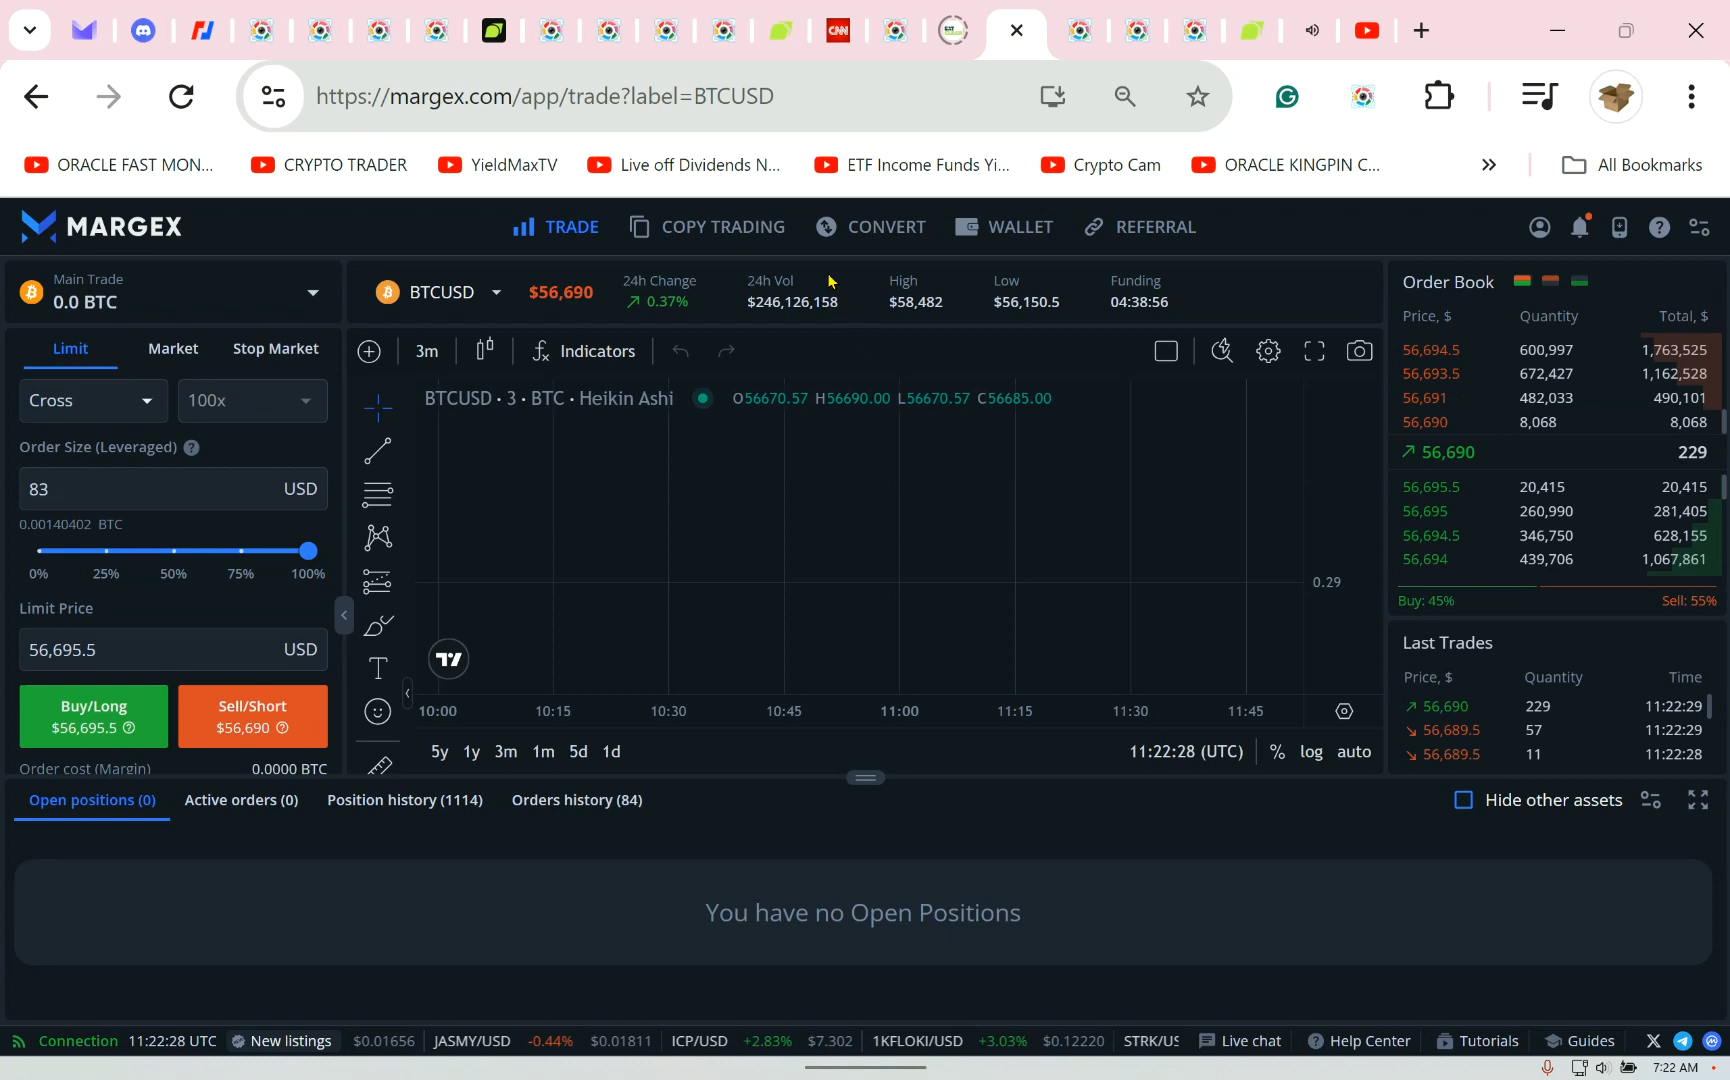 CNN
https://margex.com/app/trade?label=BTCUSD
ORACLE FAST MON... CRYPTO TRADER YieldMaxTV Live off Dividends N... ETF Income Funds Yi... Crypto Cam ORACLE KINGPIN C... » All Bookmarks
MARGEX TRADE COPY TRADING CONVERT WALLET REFERRAL
Main Trade
0.0 BTC
BTCUSD $56,690
24h Change 24h Vol High Low Funding
0.37% $246,126,158 $58,482 $56,150.5 04:38:56
Limit Market Stop Market
Cross 100x
Order Size (Leveraged) ?
83 USD
0.00140402 BTC
0% 25% 50% 75% 100%
Limit Price
56,695.5 USD
Buy/Long
$56,695.5
Sell/Short
$56,690
Order cost (Margin) 0.0000 BTC
3m Indicators
BTCUSD · 3 · BTC · Heikin Ashi O56670.57 H56690.00 L56670.57 C56685.00
0.29
10:00 10:15 10:30 10:45 11:00 11:15 11:30 11:45
5y 1y 3m 1m 5d 1d 11:22:28 (UTC) % log auto
Order Book
Price, $ Quantity Total, $
56,694.5 600,997 1,763,525
56,693.5 672,427 1,162,528
56,691 482,033 490,101
56,690 8,068 8,068
56,690 229
56,695.5 20,415 20,415
56,695 260,990 281,405
56,694.5 346,750 628,155
56,694 439,706 1,067,861
Buy: 45% Sell: 55%
Last Trades
Price, $ Quantity Time
56,690 229 11:22:29
56,689.5 57 11:22:29
56,689.5 11 11:22:28
Open positions (0) Active orders (0) Position history (1114) Orders history (84) Hide other assets
You have no Open Positions
Connection 11:22:28 UTC New listings $0.01656 JASMY/USD -0.44% $0.01811 ICP/USD +2.83% $7.302 1KFLOKI/USD +3.03% $0.12220 STRK/US Live chat Help Center Tutorials Guides
7:22 AM